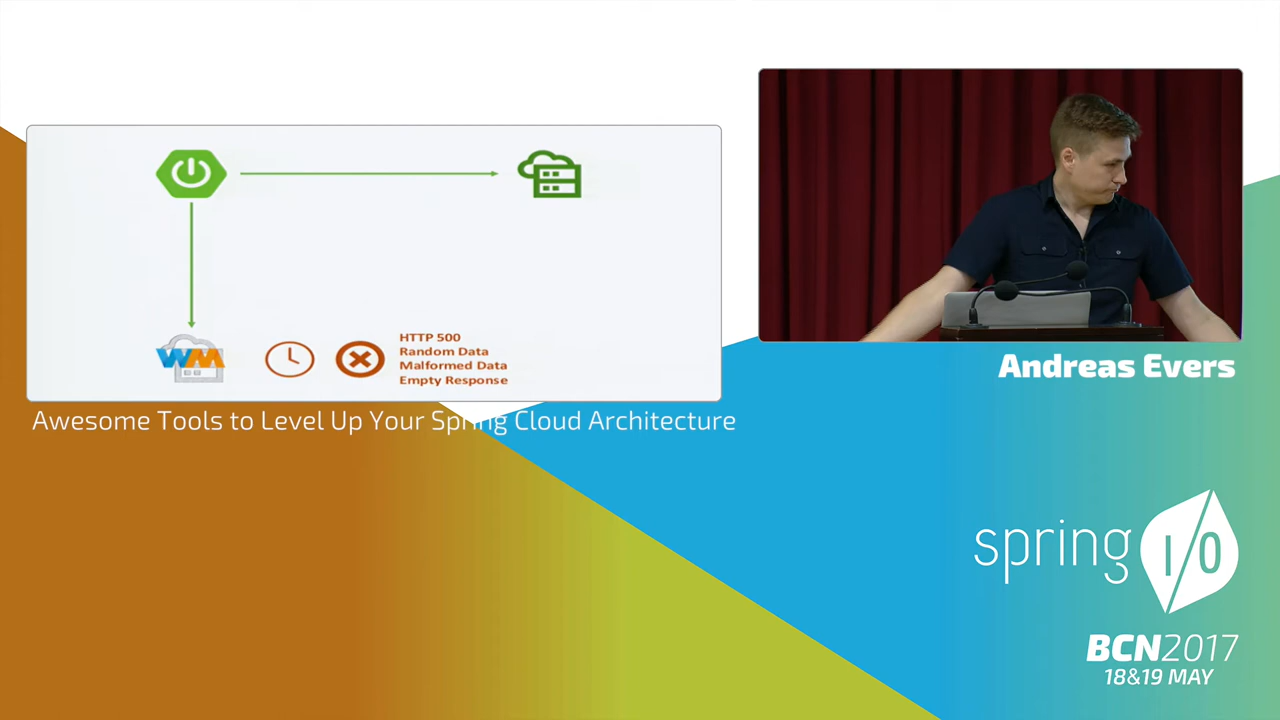 WM
HTTP 500
Random Data
Malformed Data
Empty Response
Andreas Evers
Awesome Tools to Level Up Your Spring Cloud Architecture
spring I/O
BCN2017
18&19 MAY